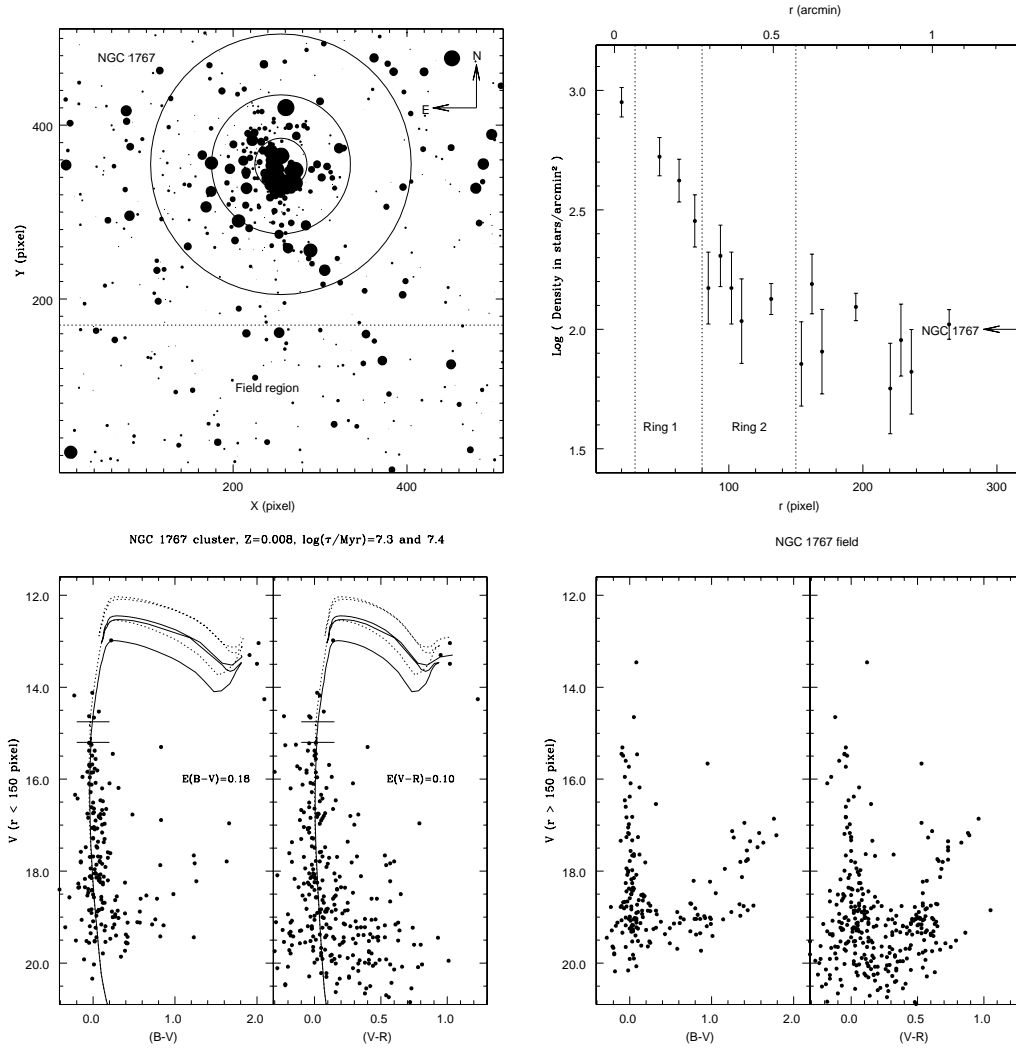 r (arcmin)
0
0.5
1
NGC 1767
N
E
400
200
Field region
Y (pixel)
200
400
X (pixel)
3.0
2.5
2.0
1.5
Log ( Density in stars/arcmin² )
NGC 1767
Ring 1
Ring 2
100
200
300
r (pixel)
NGC 1767 cluster, Z=0.008, log(τ/Myr)=7.3 and 7.4
NGC 1767 field
12.0
14.0
16.0
18.0
20.0
V (r < 150 pixel)
E(B-V)=0.18
E(V-R)=0.10
0.0
1.0
2.0
(B-V)
0.0
0.5
1.0
(V-R)
12.0
14.0
16.0
18.0
20.0
V (r > 150 pixel)
0.0
1.0
2.0
(B-V)
0.0
0.5
1.0
(V-R)